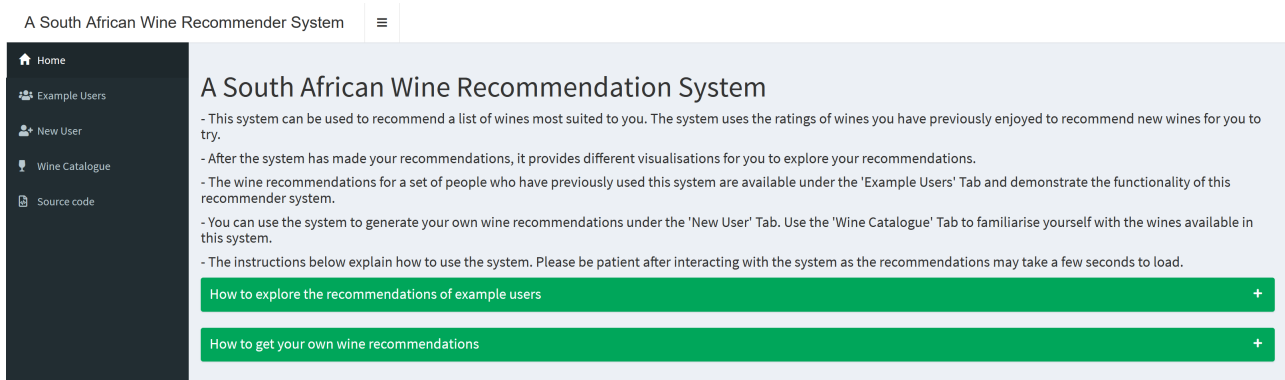 A South African Wine Recommender System
Home
Example Users
New User
Wine Catalogue
Source code
A South African Wine Recommendation System
- This system can be used to recommend a list of wines most suited to you. The system uses the ratings of wines you have previously enjoyed to recommend new wines for you to
try.
- After the system has made your recommendations, it provides different visualisations for you to explore your recommendations.
- The wine recommendations for a set of people who have previously used this system are available under the 'Example Users' Tab and demonstrate the functionality of this
recommender system.
- You can use the system to generate your own wine recommendations under the 'New User' Tab. Use the 'Wine Catalogue' Tab to familiarise yourself with the wines available in
this system.
- The instructions below explain how to use the system. Please be patient after interacting with the system as the recommendations may take a few seconds to load.
How to explore the recommendations of example users +
How to get your own wine recommendations +